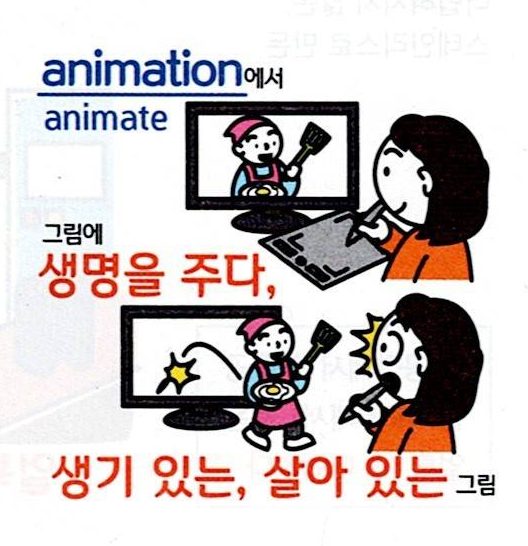 animation에서
animate
그림에
생명을 주다,
생기 있는, 살아 있는 그림